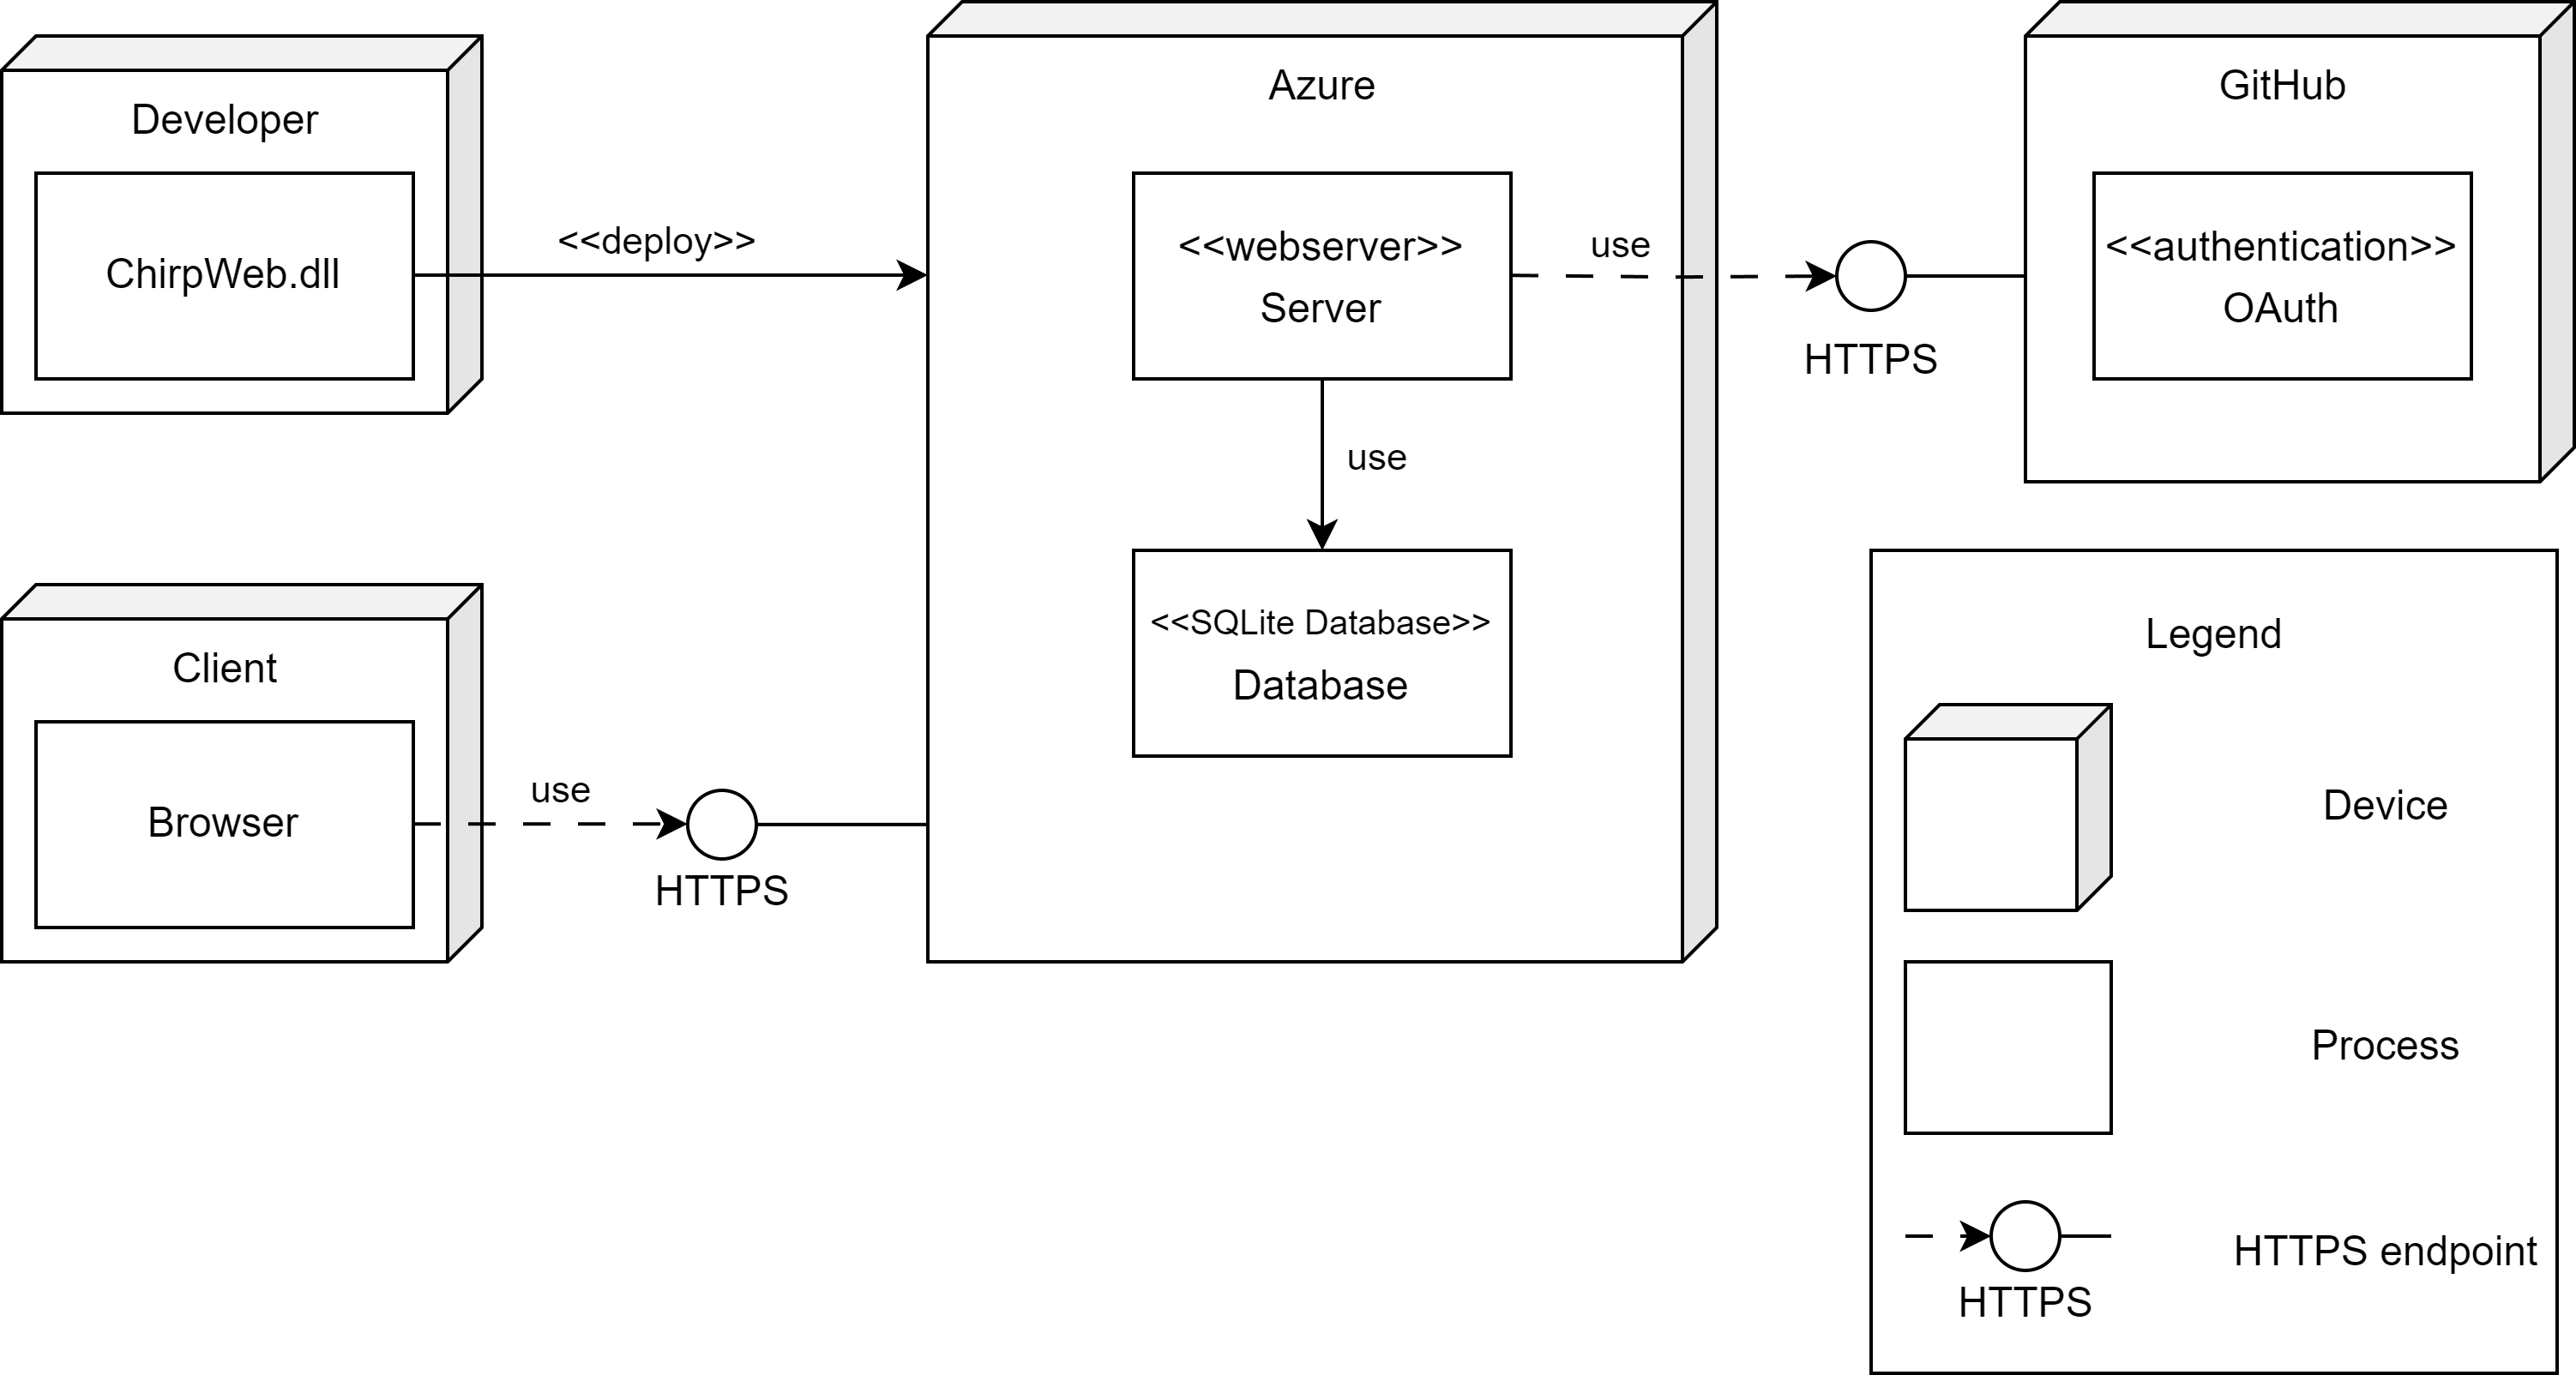 Developer
ChirpWeb.dll
<<deploy>>
Azure
<<webserver>>
Server
use
HTTPS
GitHub
<<authentication>>
OAuth
use
<<SQLite Database>>
Database
Client
Browser
use
HTTPS
Legend
Device
Process
HTTPS
HTTPS endpoint